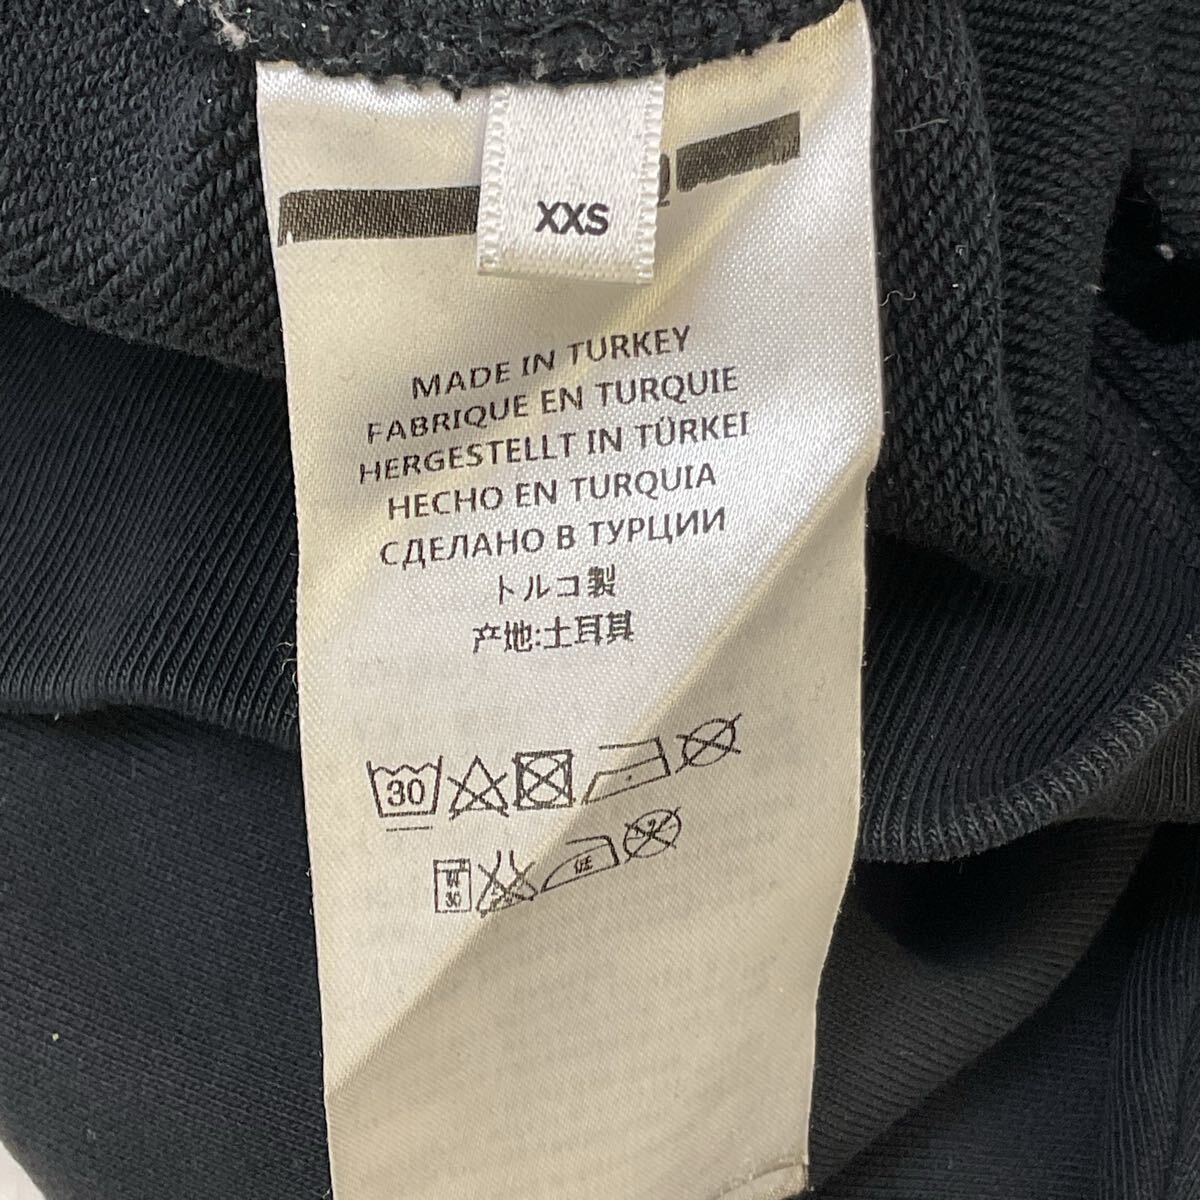 XXS
MADE IN TURKEY
FABRIQUE EN TURQUIE
HERGESTELLT IN TÜRKEI
HECHO EN TURQUIA
СДЕЛАНО В ТУРЦИИ
トルコ製
产地:土耳其
30
30